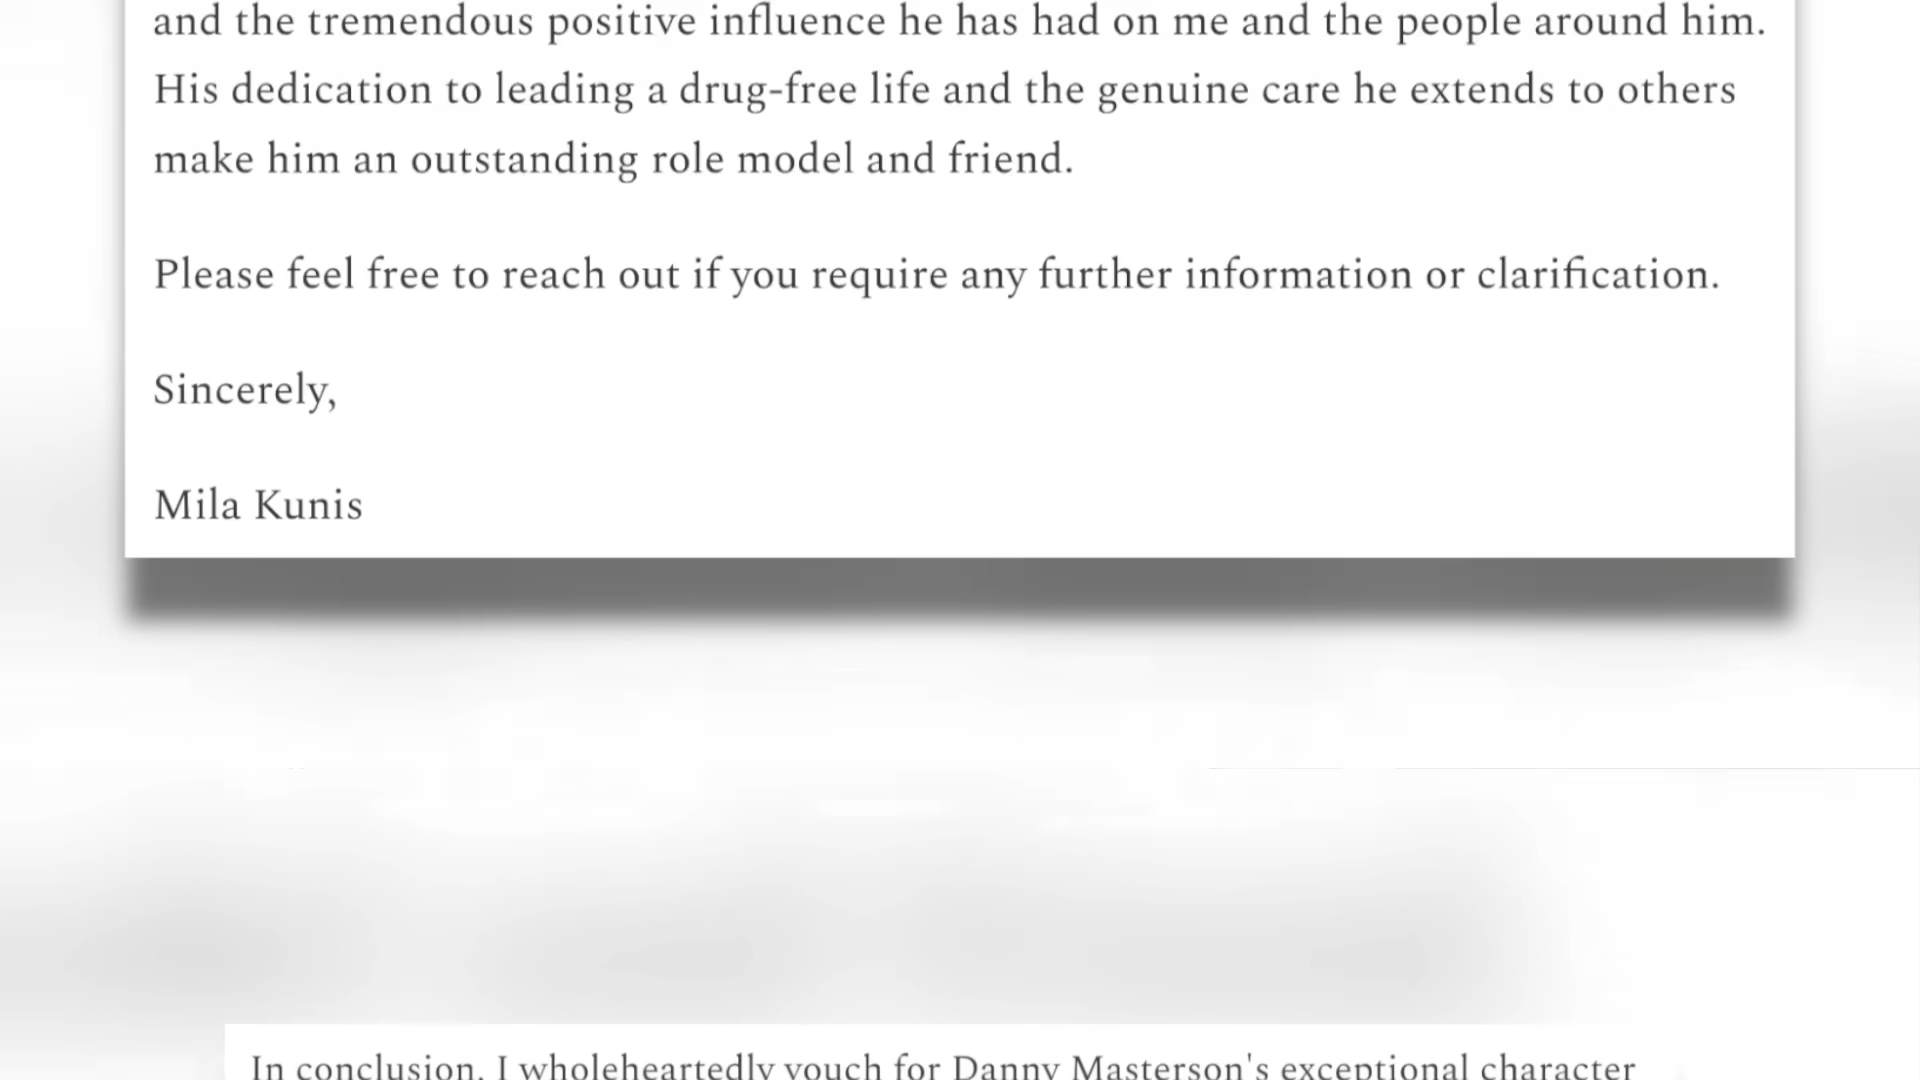 and the tremendous positive influence he has had on me and the people around him.
His dedication to leading a drug-free life and the genuine care he extends to others
make him an outstanding role model and friend.
Please feel free to reach out if you require any further information or clarification.
Sincerely,
Mila Kunis
In conclusion, I wholeheartedly vouch for Danny Masterson's exceptional character